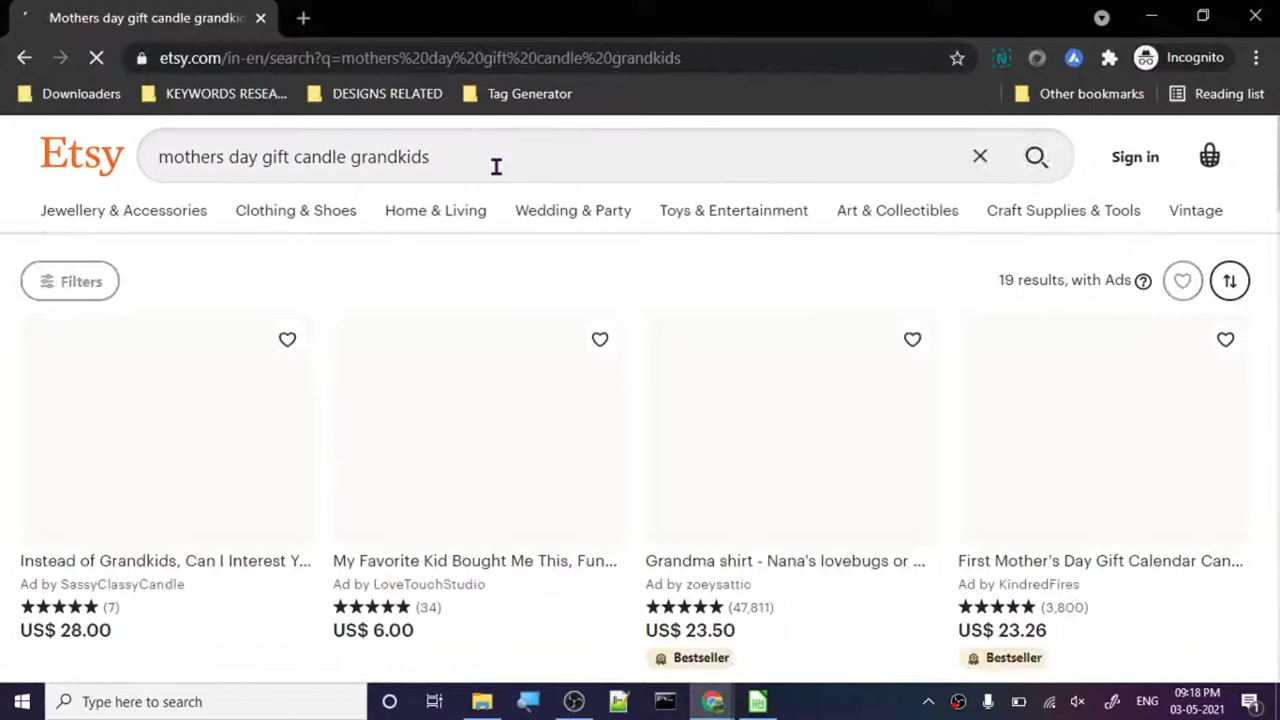 Mothers day gift candle grandkid
etsy.com/in-en/search?q=mothers%20day%20gift%20candle%20grandkids
Incognito
Downloaders
KEYWORDS RESEA...
DESIGNS RELATED
Tag Generator
Other bookmarks
Reading list
Etsy
mothers day gift candle grandkids
Sign in
Jewellery & Accessories
Clothing & Shoes
Home & Living
Wedding & Party
Toys & Entertainment
Art & Collectibles
Craft Supplies & Tools
Vintage
Filters
19 results, with Ads ?
Instead of Grandkids, Can I Interest Y...
Ad by SassyClassyCandle
★★★★★ (7)
US$ 28.00
My Favorite Kid Bought Me This, Fun...
Ad by LoveTouchStudio
★★★★★ (34)
US$ 6.00
Grandma shirt - Nana's lovebugs or ...
Ad by zoeysattic
★★★★★ (47,811)
US$ 23.50
Bestseller
First Mother's Day Gift Calendar Can...
Ad by KindredFires
★★★★★ (3,800)
US$ 23.26
Bestseller
Type here to search
ENG
09:18 PM
03-05-2021
1